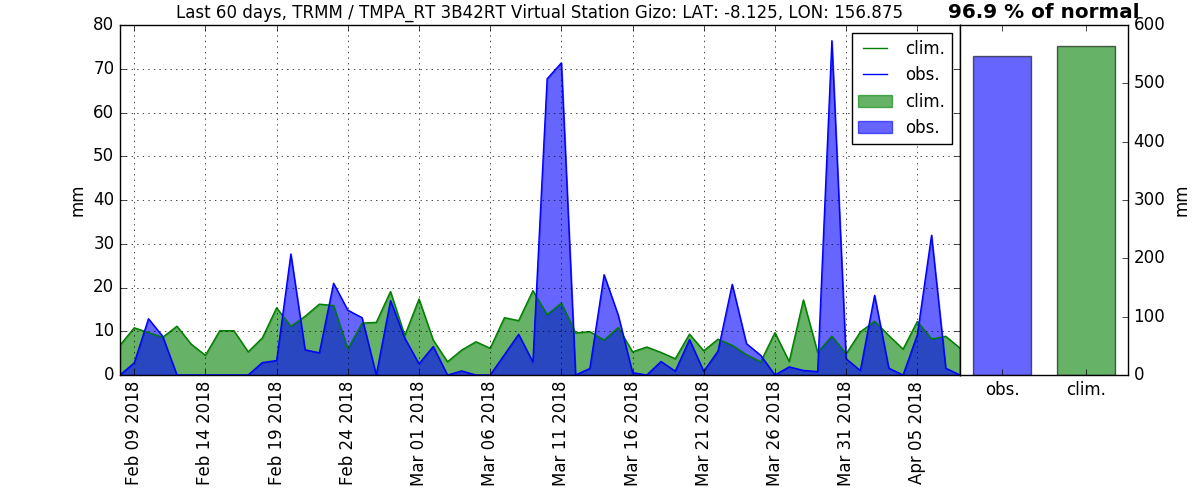 Last 60 days, TRMM / TMPA_RT 3B42RT Virtual Station Gizo: LAT: -8.125, LON: 156.875
96.9 % of normal
80
70
60
50
40
30
20
10
0
mm
clim.
obs.
clim.
obs.
Feb 09 2018
Feb 14 2018
Feb 19 2018
Feb 24 2018
Mar 01 2018
Mar 06 2018
Mar 11 2018
Mar 16 2018
Mar 21 2018
Mar 26 2018
Mar 31 2018
Apr 05 2018
600
500
400
300
200
100
0
mm
obs.
clim.